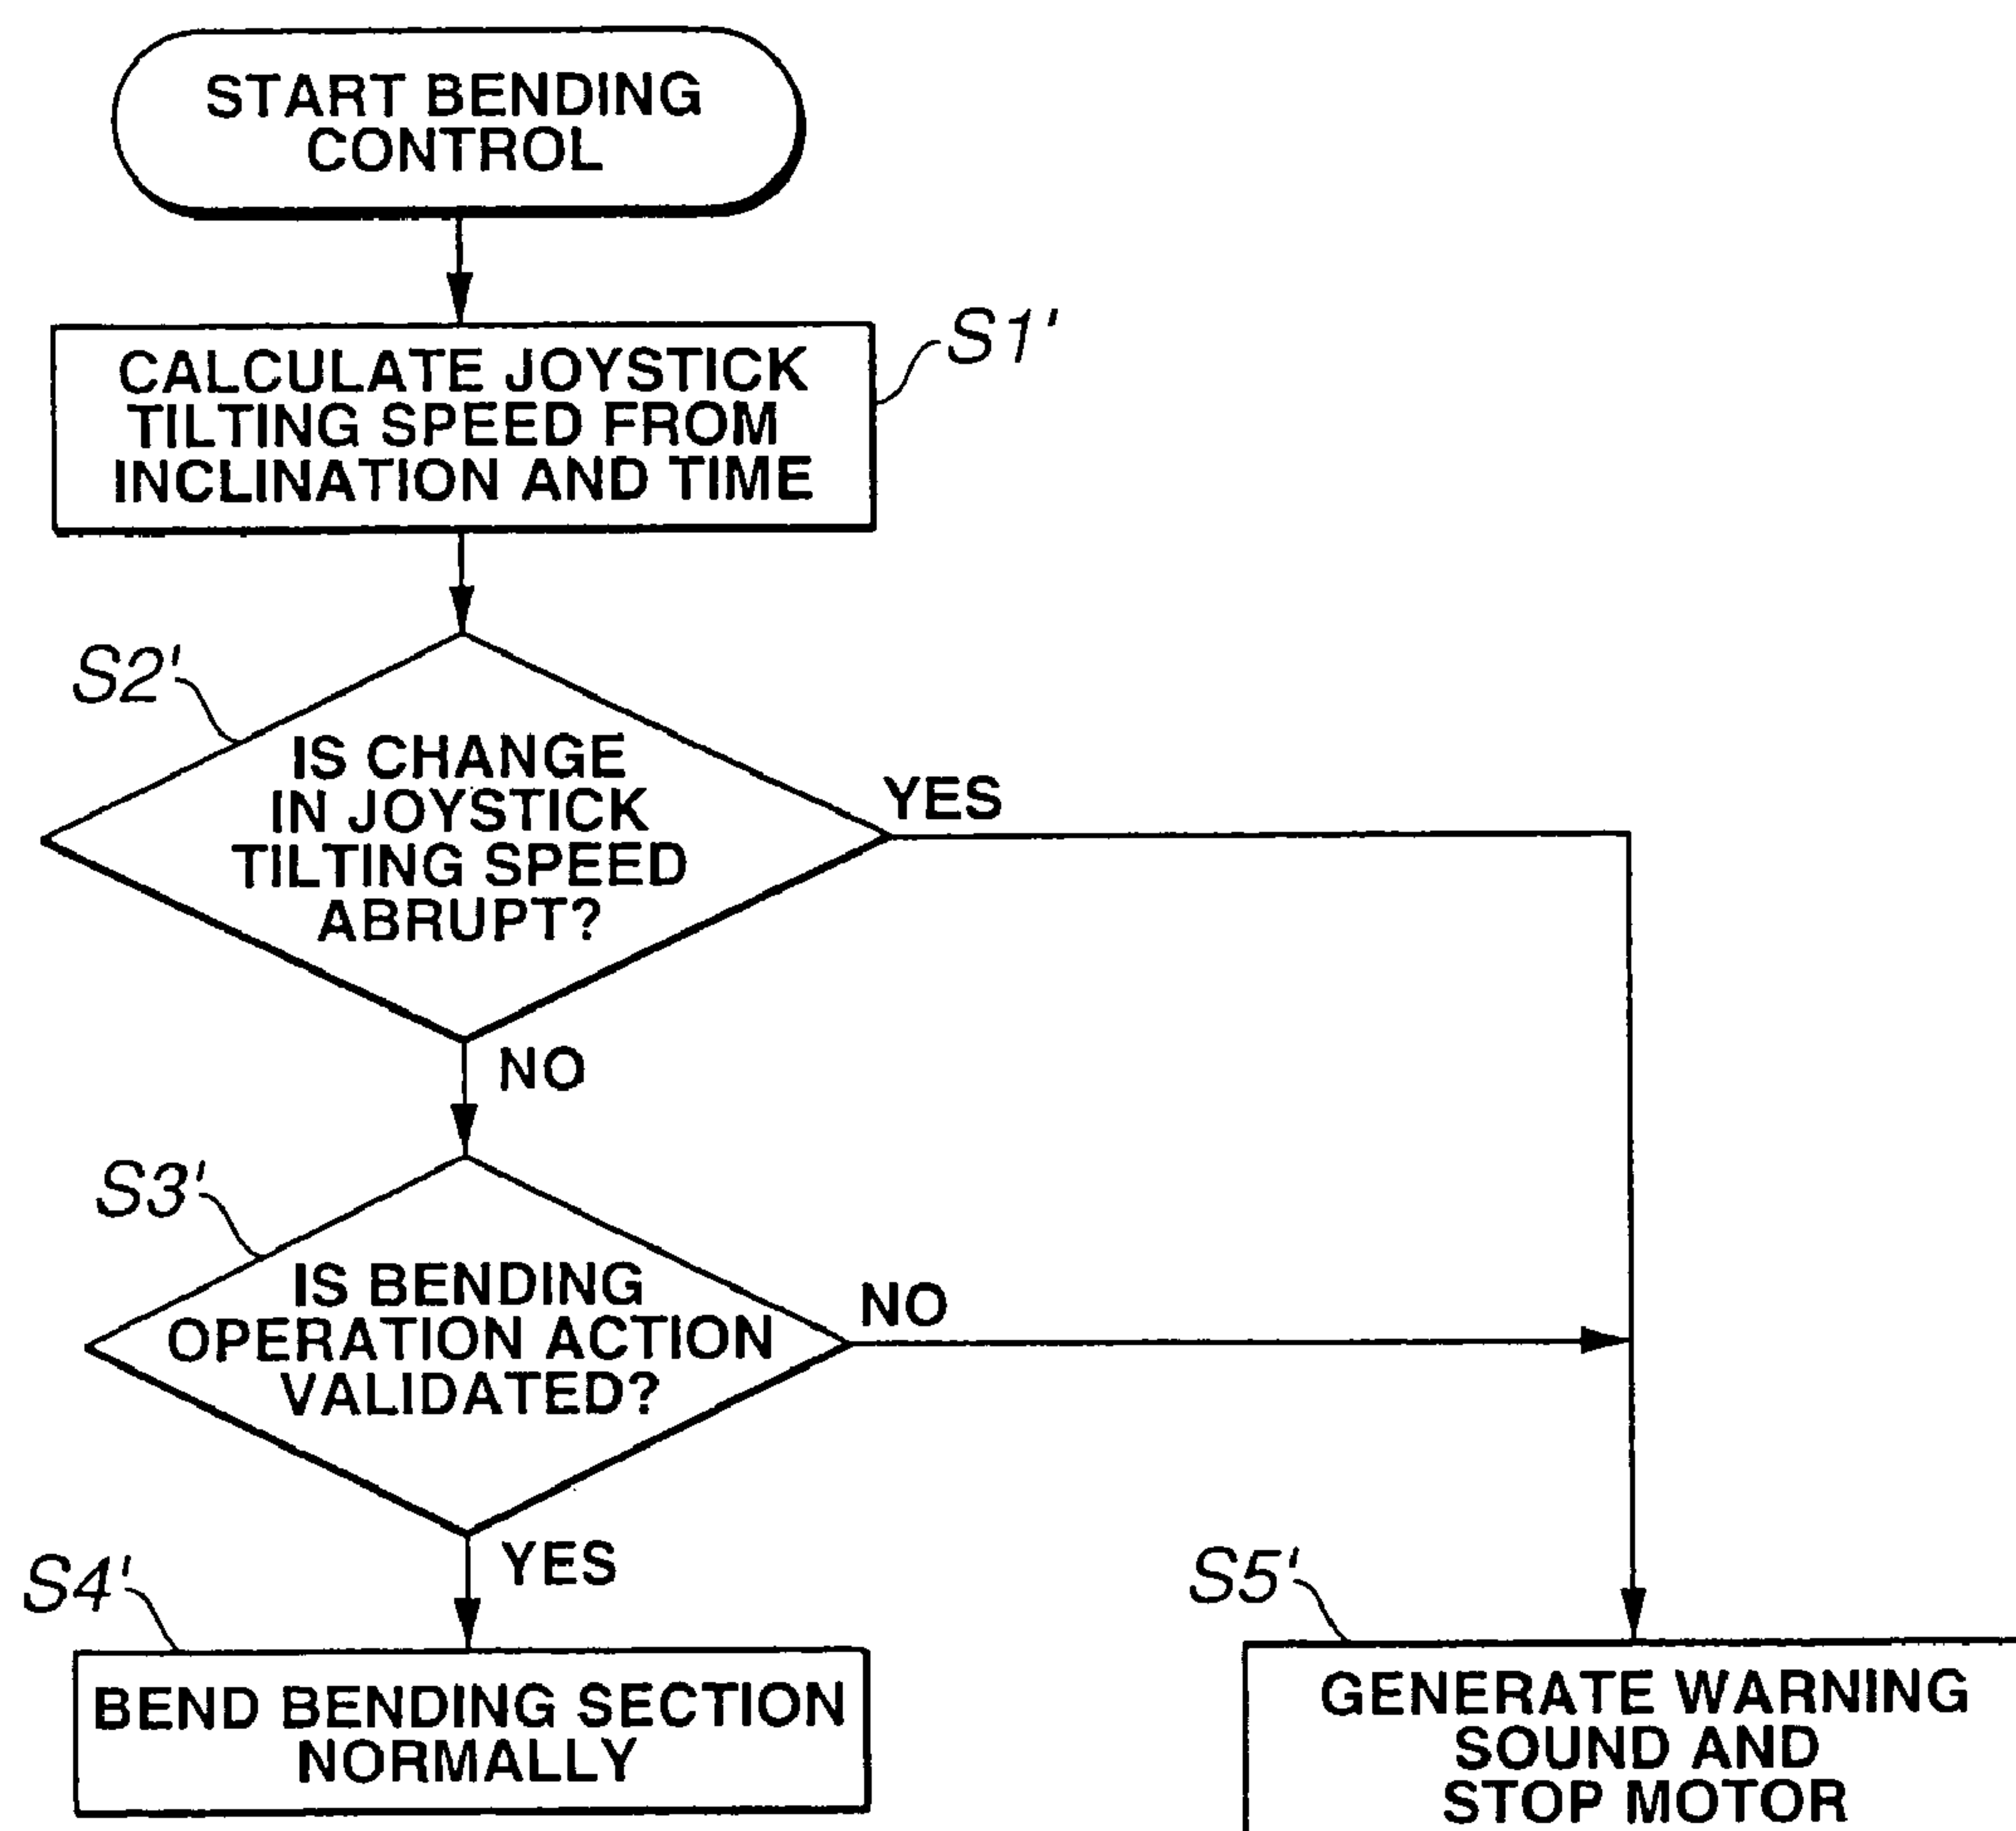 START BENDING
CONTROL
CALCULATE JOYSTICK
TILTING SPEED FROM
INCLINATION AND TIME
S1'
S2'
IS CHANGE
IN JOYSTICK
TILTING SPEED
ABRUPT?
YES
NO
S3'
IS BENDING
OPERATION ACTION
VALIDATED?
NO
YES
S4'
BEND BENDING SECTION
NORMALLY
S5'
GENERATE WARNING
SOUND AND
STOP MOTOR